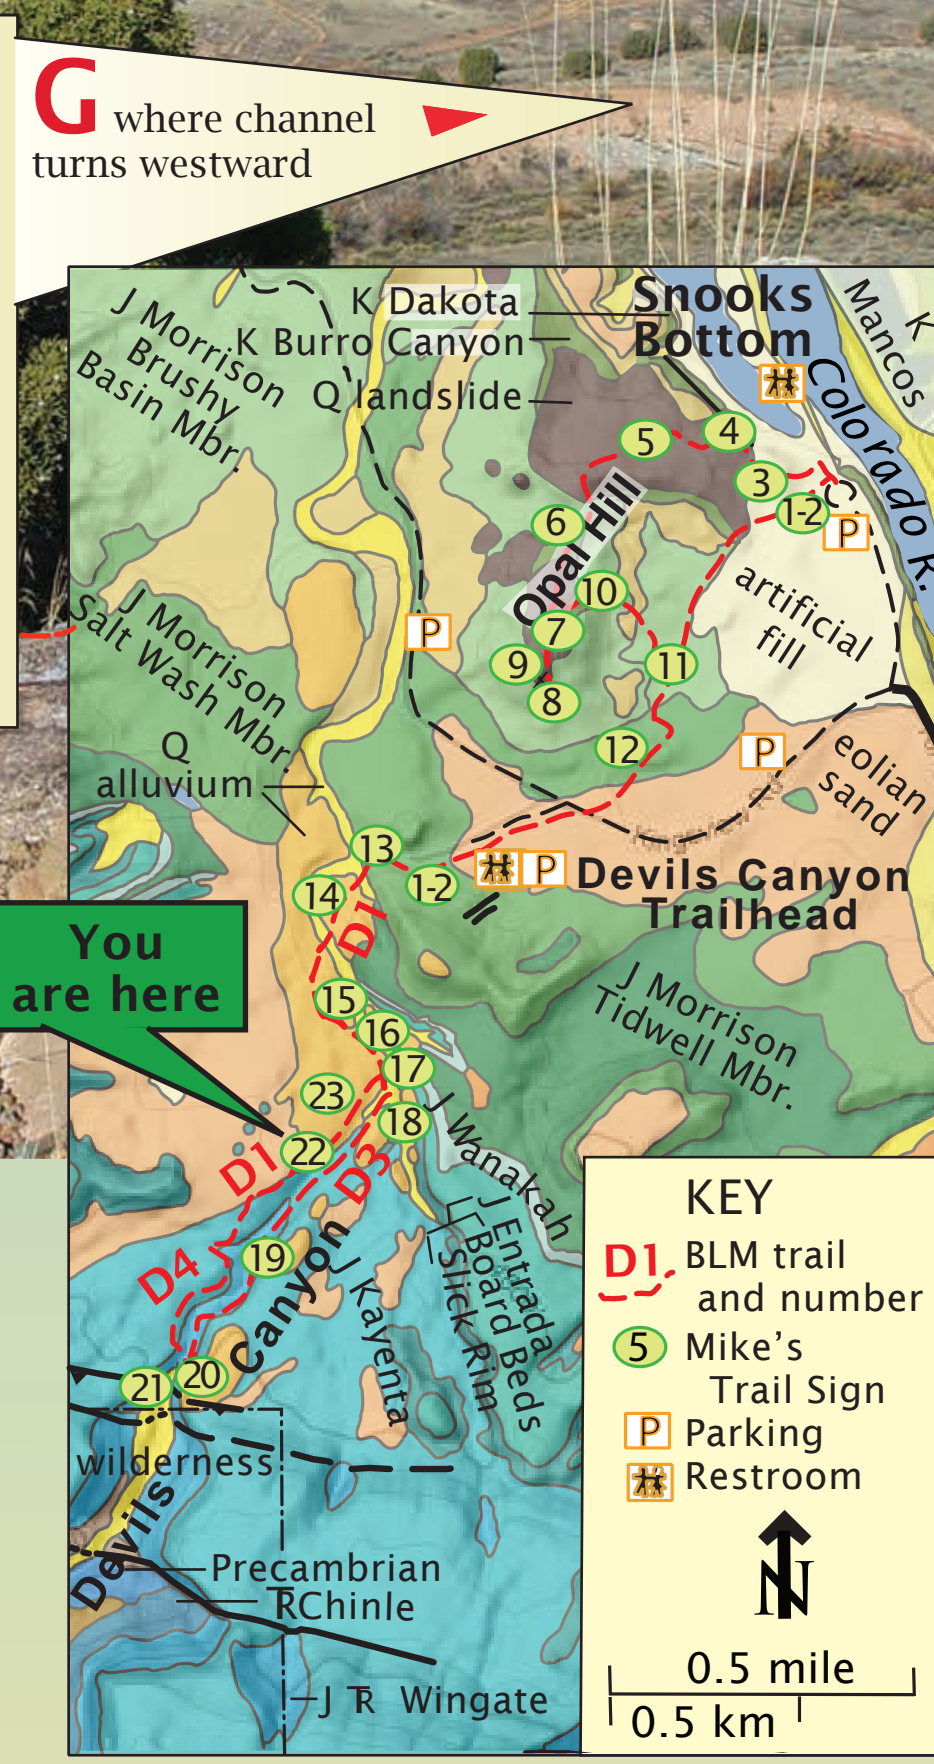 G where channel
turns westward
J Morrison
Brushy
Basin Mbr.
K Dakota
K Burro Canyon
Q landslide
Snooks
Bottom
K
Mancos
Colorado R.
5
4
3
1-2
P
6
Opal Hill
10
7
9
8
11
12
artificial
fill
P
J Morrison
Salt Wash Mbr.
Q
alluvium
P
eolian
sand
13
14
1-2
P
Devils Canyon
Trailhead
D1
You
are here
15
16
17
18
23
22
J Morrison
Tidwell Mbr.
J Wanakah
D1
D3
D4
19
J Entrada
Board Beds
Slick Rim
J Kayenta
Devils Canyon
21
20
wilderness
Precambrian
TRChinle
J TR Wingate
KEY
D1 BLM trail
and number
5 Mike's
Trail Sign
P Parking
Restroom
N
0.5 mile
0.5 km